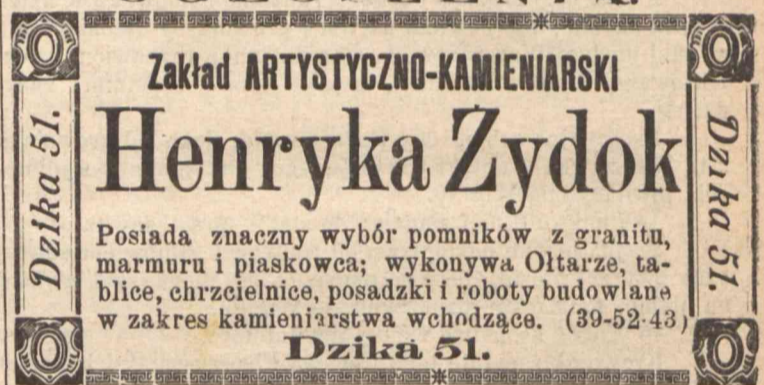 Zakład ARTYSTYCZNO-KAMIENIARSKI
Henryka Żydok
Dzika 51.
Dzika 51.
Posiada znaczny wybór pomników z granitu,
marmuru i piaskowca; wykonywa Ołtarze, ta-
blice, chrzcielnice, posadzki i roboty budowlane
w zakres kamieniarstwa wchodzące. (39-52-43)
Dzika 51.